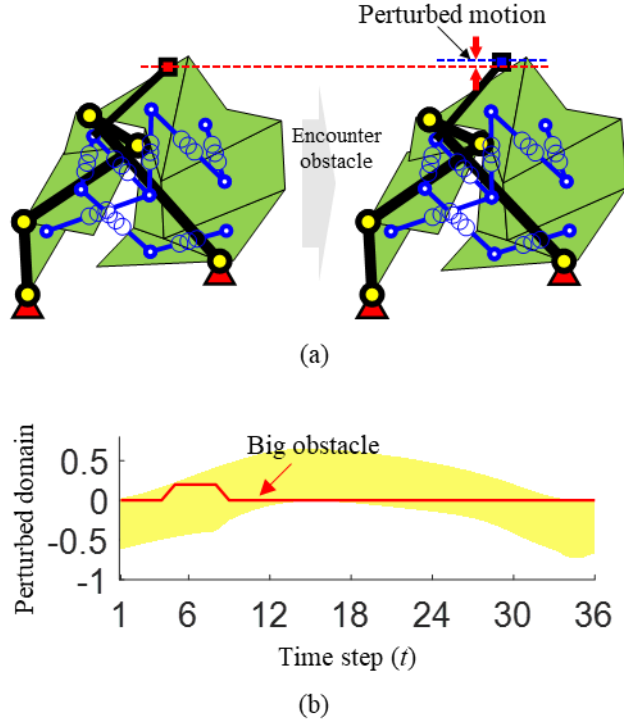 Perturbed motion
Encounter
obstacle
(a)
Perturbed domain
0.5
0
-0.5
-1
Big obstacle
1 6 12 18 24 30 36
Time step (t)
(b)